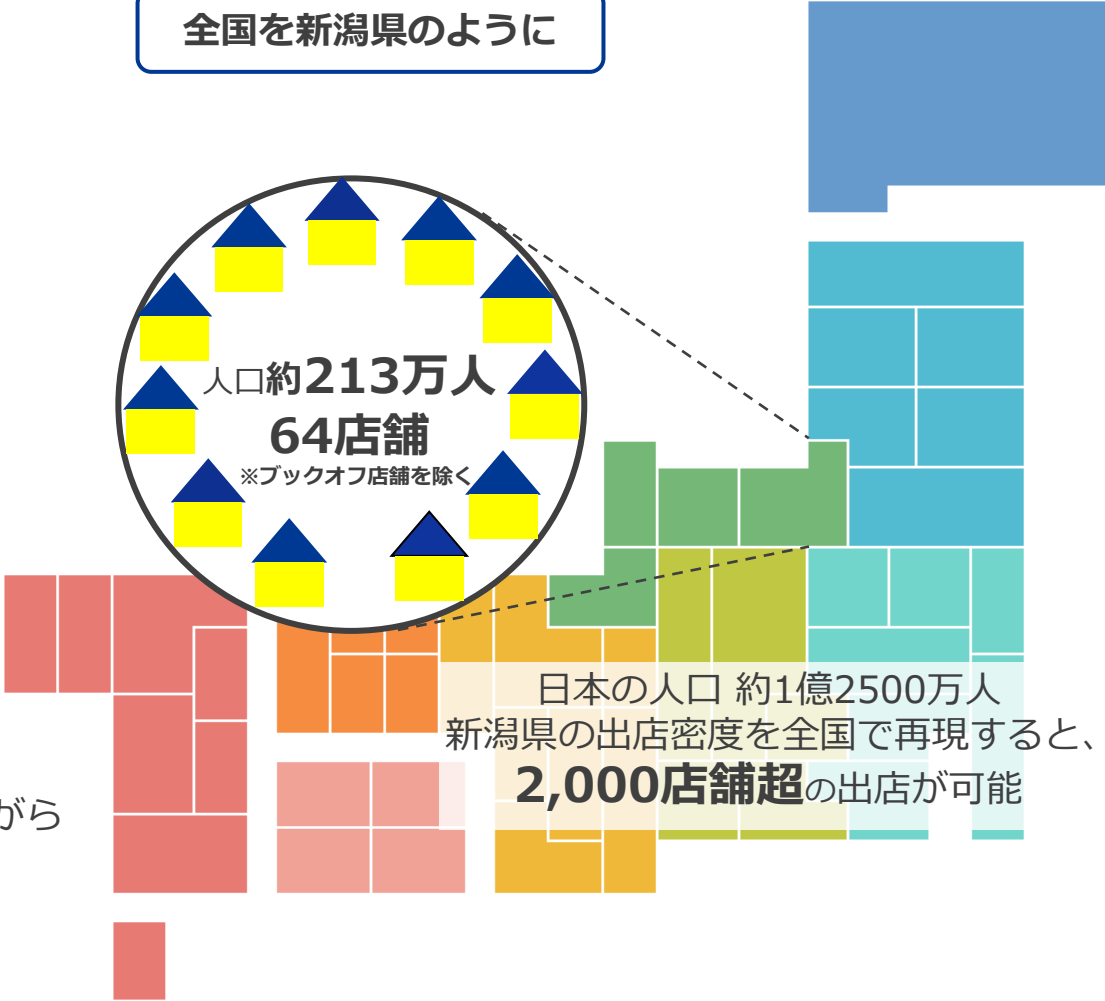 全国を新潟県のように
人口約213万人
64店舗
※ブックオフ店舗を除く
日本の人口 約1億2500万人
新潟県の出店密度を全国で再現すると、
2,000店舗超の出店が可能
がら